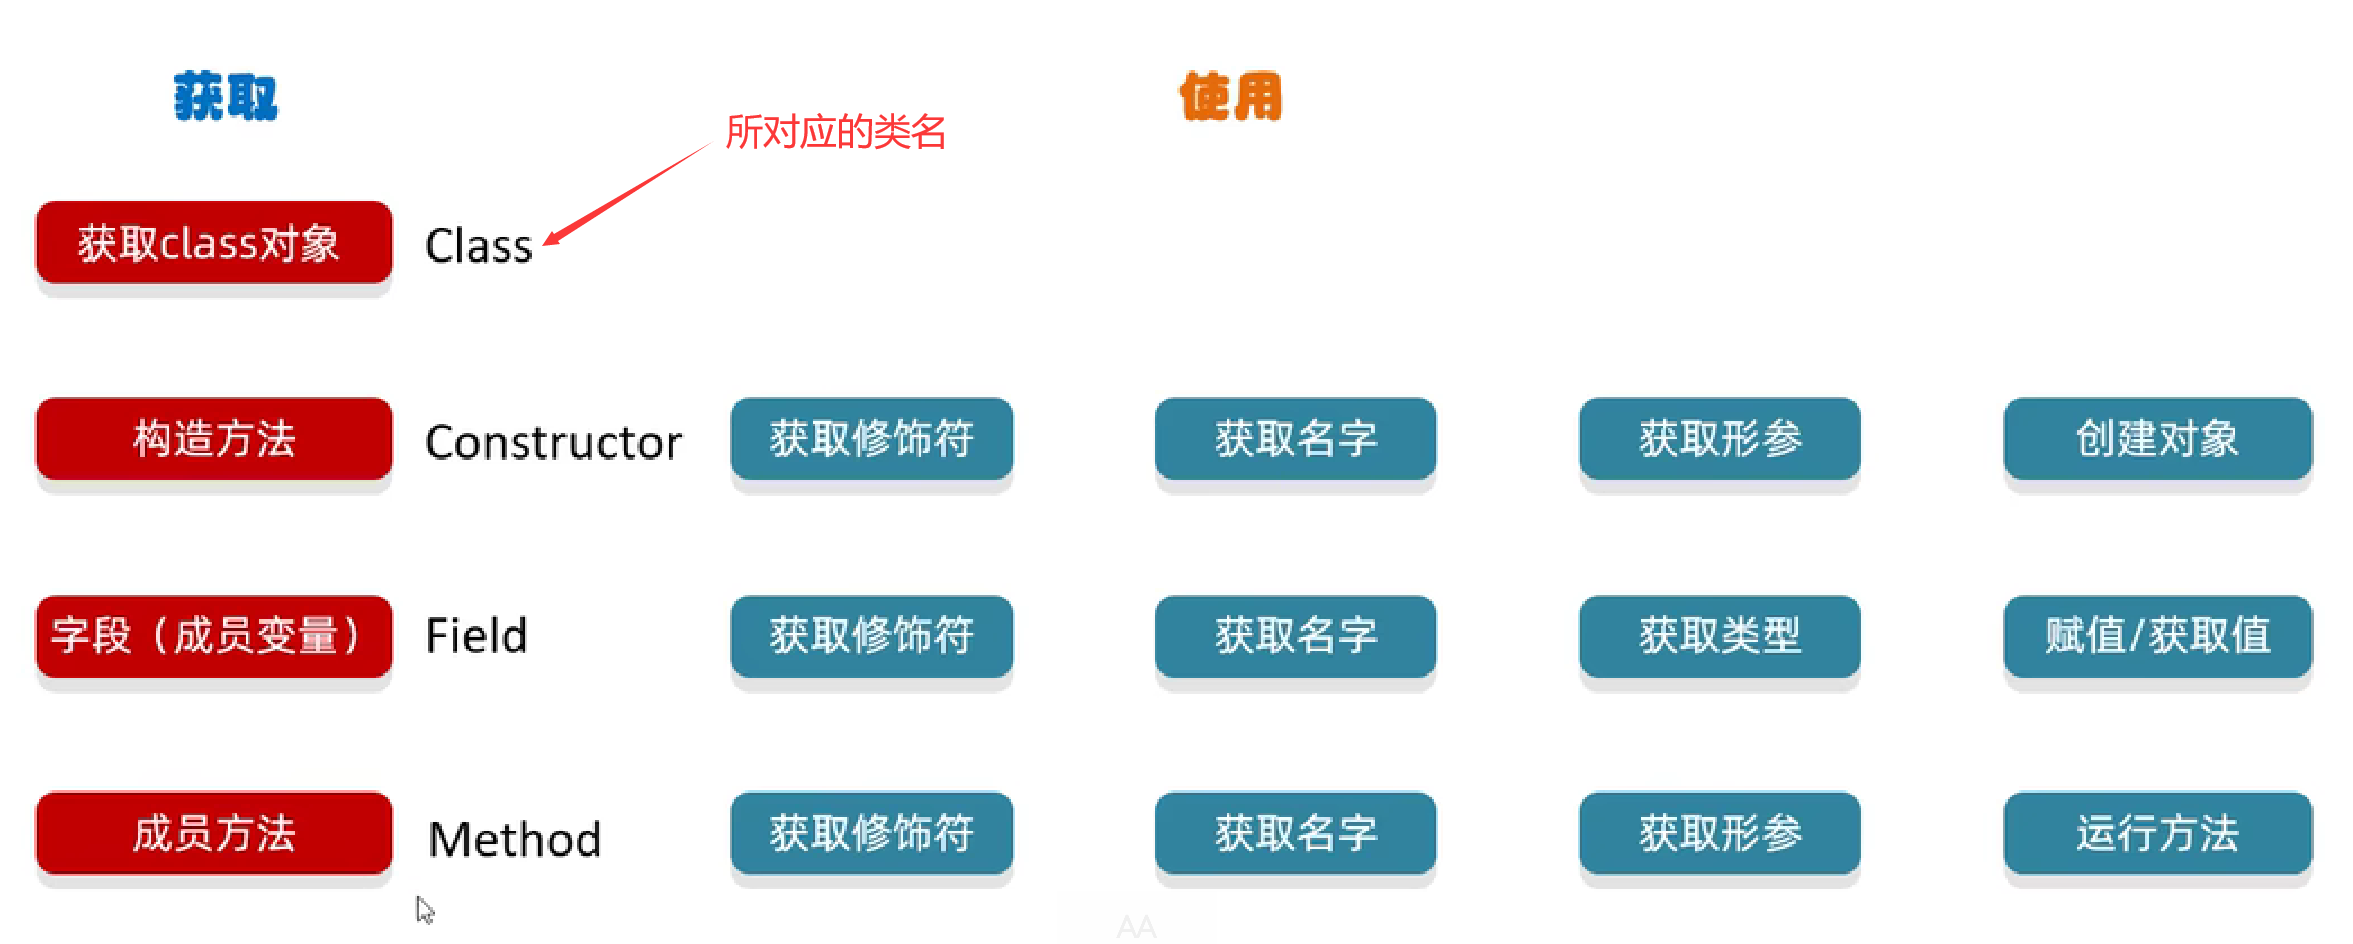 获取
使用
所对应的类名
获取class对象 Class
构造方法 Constructor 获取修饰符 获取名字 获取形参 创建对象
字段（成员变量） Field 获取修饰符 获取名字 获取类型 赋值/获取值
成员方法 Method 获取修饰符 获取名字 获取形参 运行方法
AA